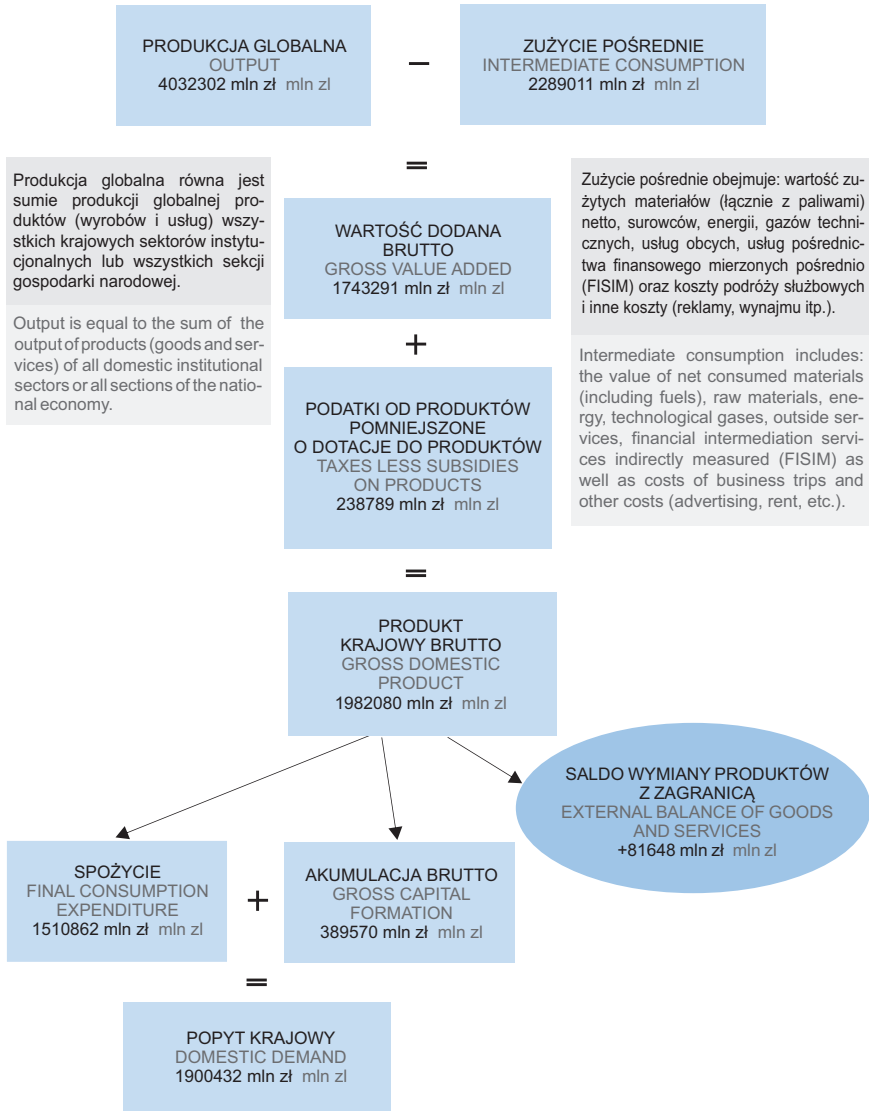 PRODUKCJA GLOBALNA
OUTPUT
4032302 mln zł mln zl
–
ZUŻYCIE POŚREDNIE
INTERMEDIATE CONSUMPTION
2289011 mln zł mln zl
=
Produkcja globalna równa jest
sumie produkcji globalnej pro-
duktów (wyrobów i usług) wszy-
stkich krajowych sektorów instytu-
cjonalnych lub wszystkich sekcji
gospodarki narodowej.
Output is equal to the sum of the
output of products (goods and ser-
vices) of all domestic institutional
sectors or all sections of the natio-
nal economy.
WARTOŚĆ DODANA
BRUTTO
GROSS VALUE ADDED
1743291 mln zł mln zl
+
PODATKI OD PRODUKTÓW
POMNIEJSZONE
O DOTACJE DO PRODUKTÓW
TAXES LESS SUBSIDIES
ON PRODUCTS
238789 mln zł mln zl
Zużycie pośrednie obejmuje: wartość zu-
żytych materiałów (łącznie z paliwami)
netto, surowców, energii, gazów techni-
cznych, usług obcych, usług pośrednic-
twa finansowego mierzonych pośrednio
(FISIM) oraz koszty podróży służbowych
i inne koszty (reklamy, wynajmu itp.).
Intermediate consumption includes:
the value of net consumed materials
(including fuels), raw materials, ene-
rgy, technological gases, outside ser-
vices, financial intermediation servi-
ces indirectly measured (FISIM) as
well as costs of business trips and
other costs (advertising, rent, etc.).
=
PRODUKT
KRAJOWY BRUTTO
GROSS DOMESTIC
PRODUCT
1982080 mln zł mln zl
SALDO WYMIANY PRODUKTÓW
Z ZAGRANICĄ
EXTERNAL BALANCE OF GOODS
AND SERVICES
+81648 mln zł mln zl
SPOŻYCIE
FINAL CONSUMPTION
EXPENDITURE
1510862 mln zł mln zl
+
AKUMULACJA BRUTTO
GROSS CAPITAL
FORMATION
389570 mln zł mln zl
=
POPYT KRAJOWY
DOMESTIC DEMAND
1900432 mln zł mln zl